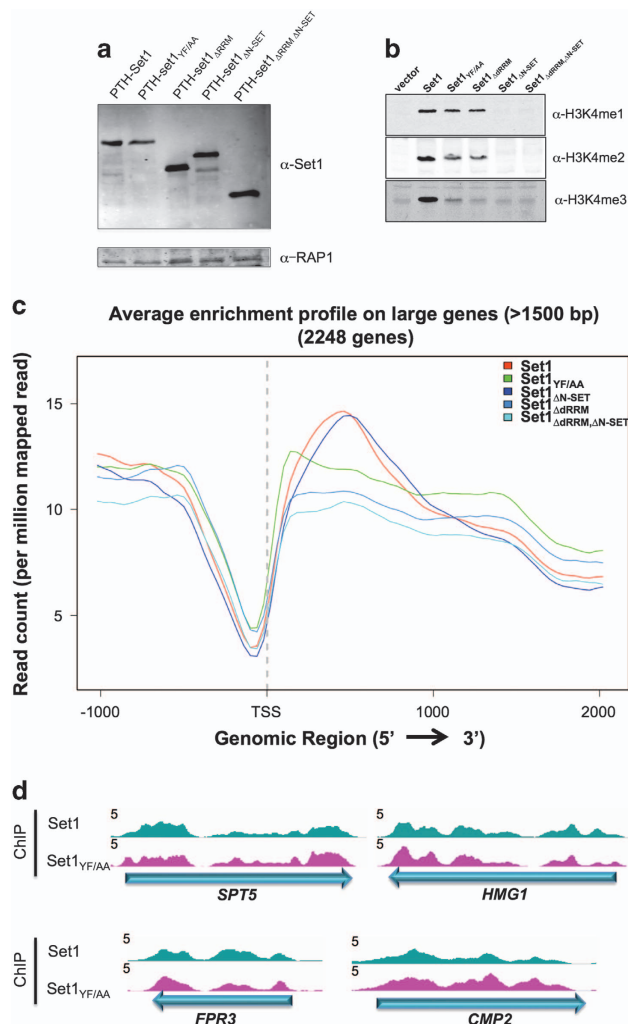 a
PTH-Set1
PTH-set1YF/AA
PTH-set1ΔRRM
PTH-set1ΔN-SET
PTH-set1ΔRRM ΔN-SET
α-Set1
α-RAP1
b
vector
Set1
Set1YF/AA
Set1ΔdRRM
Set1ΔN-SET
Set1ΔdRRM,ΔN-SET
α-H3K4me1
α-H3K4me2
α-H3K4me3
c
Average enrichment profile on large genes (>1500 bp)
(2248 genes)
Read count (per million mapped read)
15
10
5
Set1
Set1YF/AA
Set1ΔN-SET
Set1ΔdRRM
Set1ΔdRRM,ΔN-SET
-1000
TSS
1000
2000
Genomic Region (5' → 3')
d
ChIP
Set1
5
5
Set1YF/AA
5
5
SPT5
HMG1
ChIP
Set1
5
5
Set1YF/AA
5
5
FPR3
CMP2